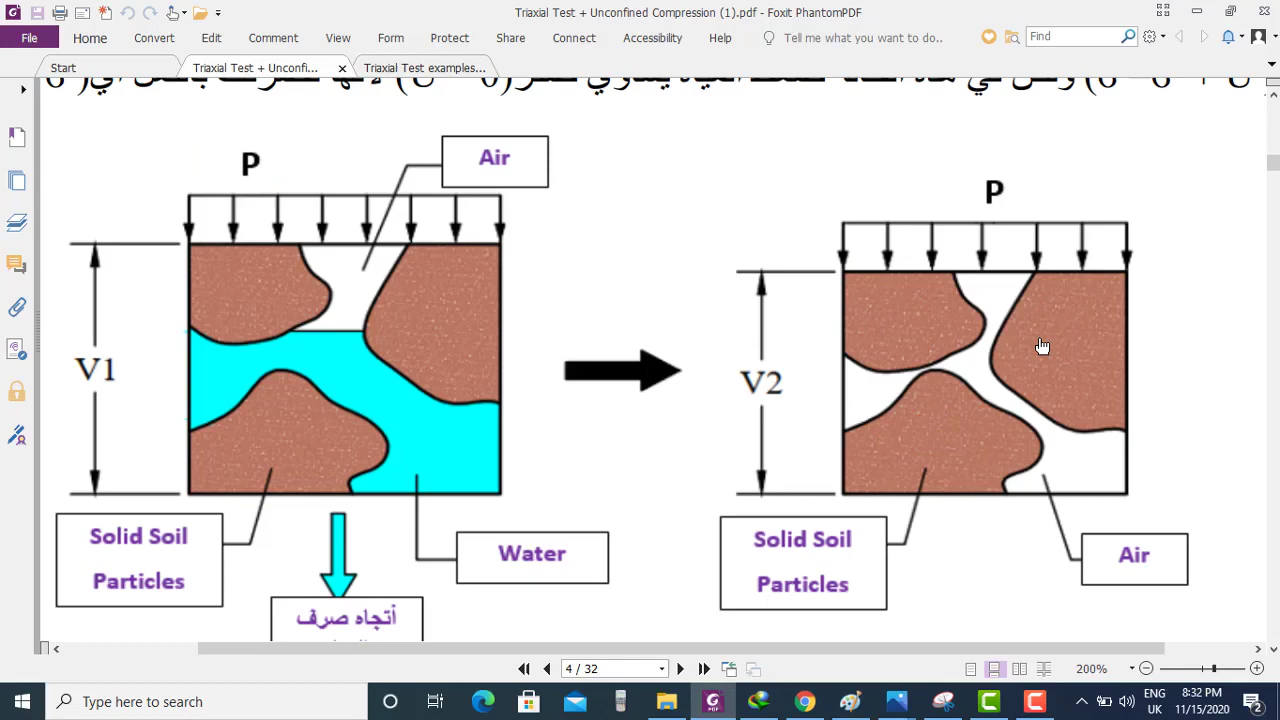 Triaxial Test + Unconfined Compression (1).pdf - Foxit PhantomPDF
File Home Convert Edit Comment View Form Protect Share Connect Accessibility Help Tell me what you want to do.. Find
Start Triaxial Test + Unconfi... Triaxial Test examples...
P
Air
P
V1
V2
Solid Soil
Particles
Water
Solid Soil
Particles
Air
أتجاه صرف
4 / 32
200%
Type here to search
PDF
ENG
UK
8:32 PM
11/15/2020
2